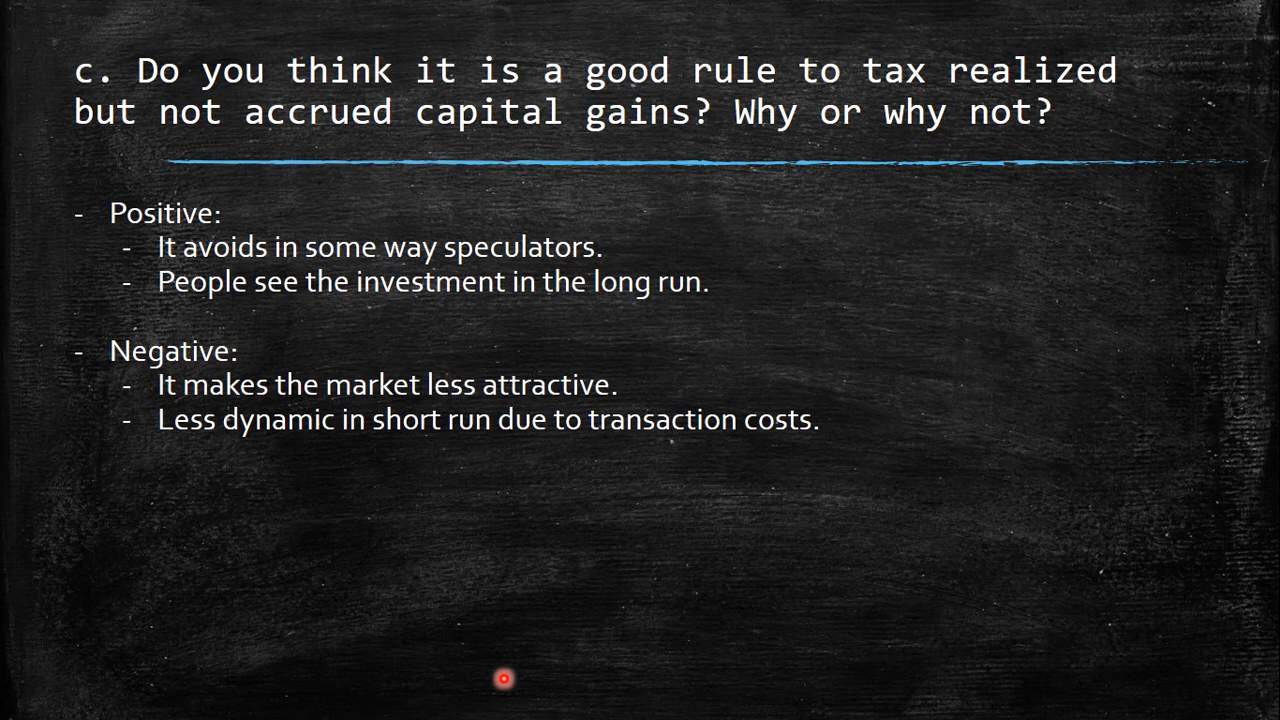 c. Do you think it is a good rule to tax realized
but not accrued capital gains? Why or why not?
- Positive:
- It avoids in some way speculators.
- People see the investment in the long run.
- Negative:
- It makes the market less attractive.
- Less dynamic in short run due to transaction costs.